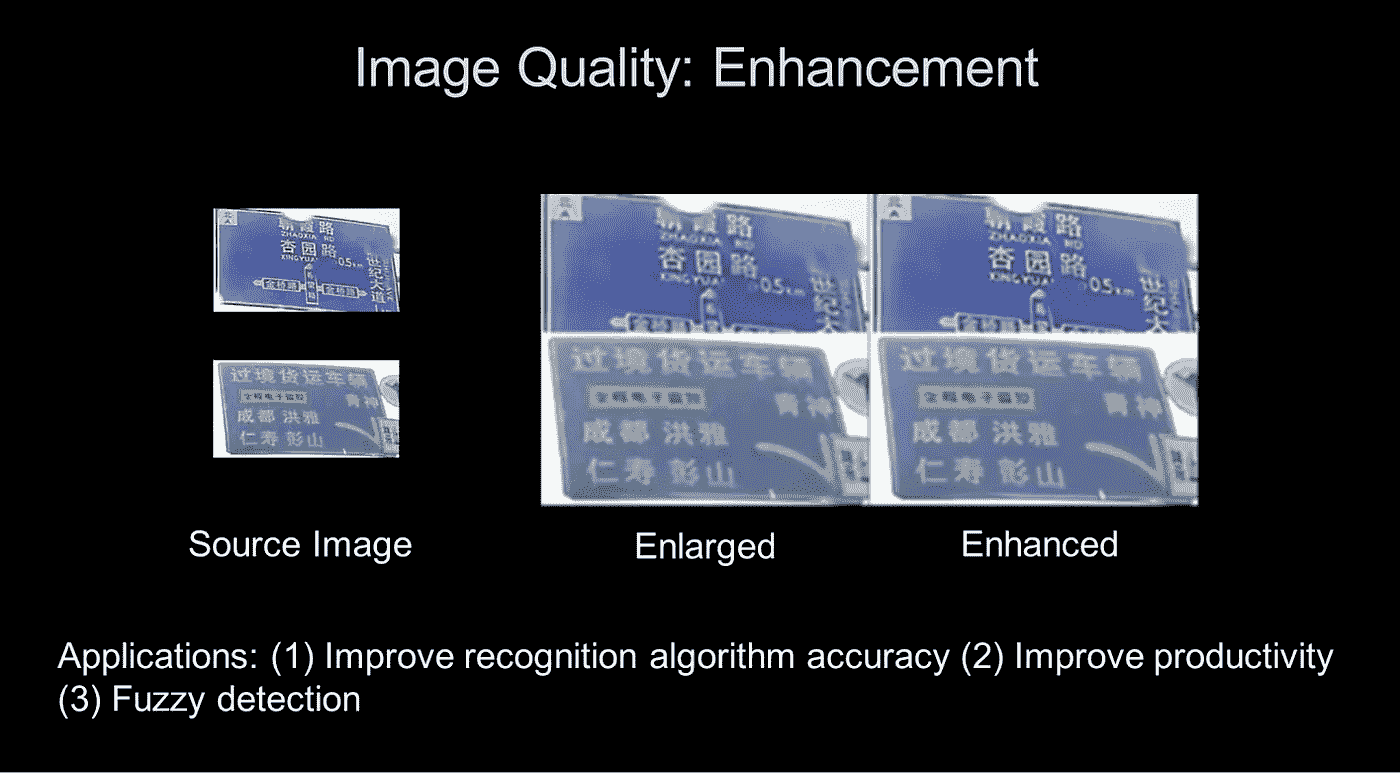 Image Quality: Enhancement
北
朝霞路
ZHAOXIA RD
杏园路
XINGYUA
0.5km
世纪大道
金桥路
金桥路
北
朝霞路
ZHAOXIA RD
杏园路
XINGYUA
0.5km
世纪大
北
朝霞路
ZHAOXIA RD
杏园路
XINGYUA
0.5km
世纪大
过境货运车辆
全程电子监控
青神
成都 洪雅
仁寿 彭山
过境货运车辆
全程电子监控
青神
成都 洪雅
仁寿 彭山
过境货运车辆
全程电子监控
青神
成都 洪雅
仁寿 彭山
Source Image
Enlarged
Enhanced
Applications: (1) Improve recognition algorithm accuracy (2) Improve productivity
(3) Fuzzy detection